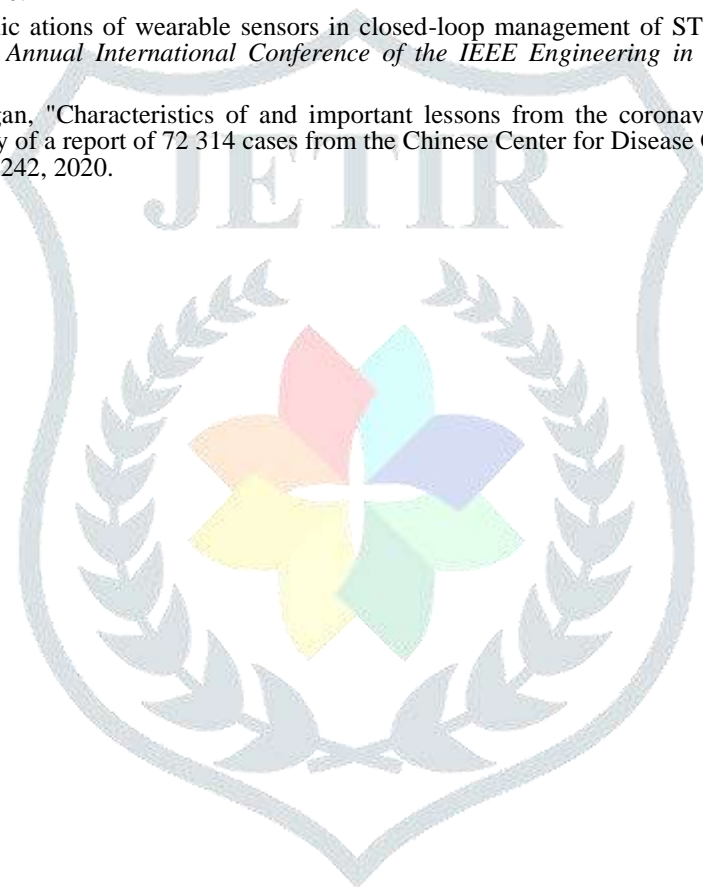 ic ations of wearable sensors in closed-loop management of ST
Annual International Conference of the IEEE Engineering in
gan, "Characteristics of and important lessons from the coronav
y of a report of 72 314 cases from the Chinese Center for Disease
242, 2020.
JETIR